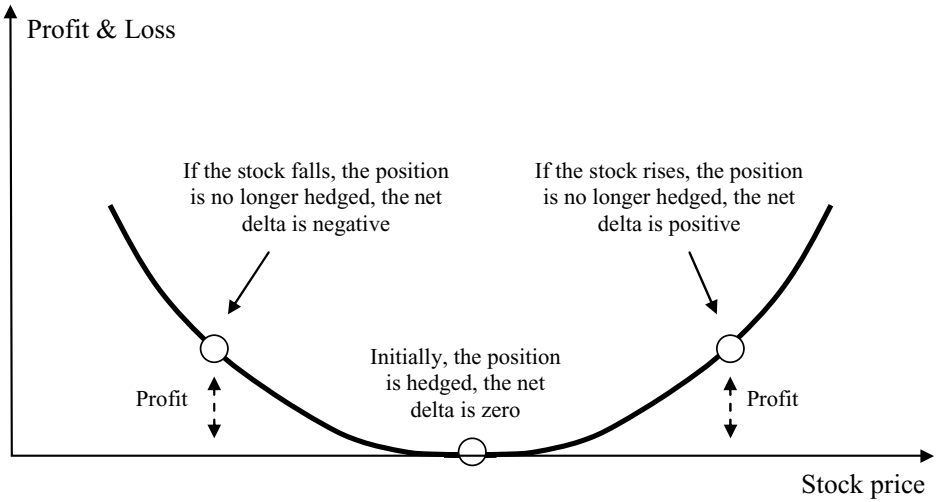 Profit & Loss
If the stock falls, the position
is no longer hedged, the net
delta is negative
If the stock rises, the position
is no longer hedged, the net
delta is positive
Initially, the position
is hedged, the net
delta is zero
Profit
Profit
Stock price